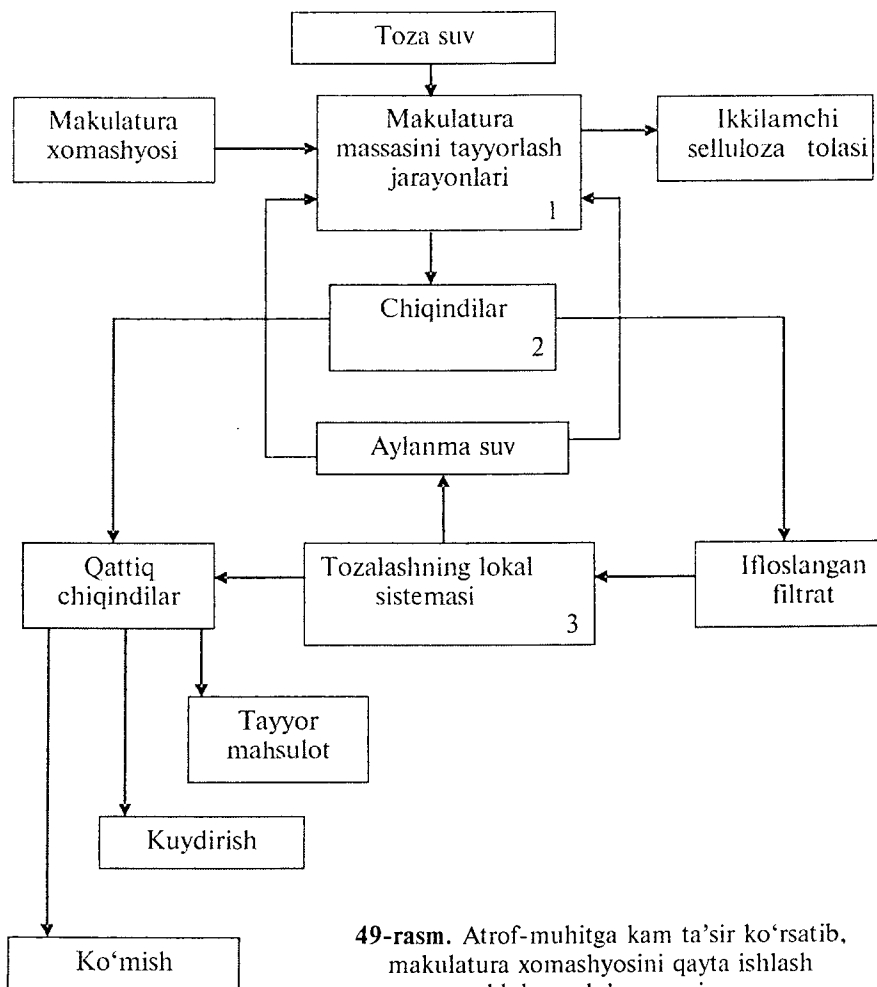 Toza suv
Makulatura
xomashyosi
Makulatura
massasini tayyorlash
jarayonlari
1
Ikkilamchi
selluloza tolasi
Chiqindilar
2
Aylanma suv
Qattiq
chiqindilar
Tozalashning lokal
sistemasi
3
Ifloslangan
filtrat
Tayyor
mahsulot
Kuydirish
Ko‘mish
49-rasm. Atrof-muhitga kam ta’sir ko‘rsatib,
makulatura xomashyosini qayta ishlash